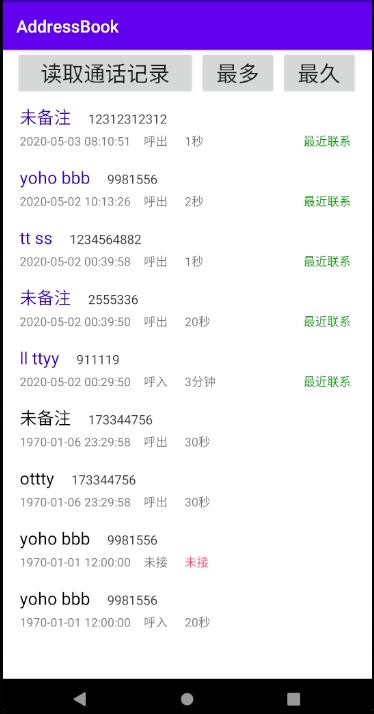 AddressBook
读取通话记录 最多 最久
未备注 12312312312
2020-05-03 08:10:51 呼出 1秒 最近联系
yoho bbb 9981556
2020-05-02 10:13:26 呼出 2秒 最近联系
tt ss 1234564882
2020-05-02 00:39:58 呼出 1秒 最近联系
未备注 2555336
2020-05-02 00:39:50 呼出 20秒 最近联系
ll ttyy 911119
2020-05-02 00:29:50 呼入 3分钟 最近联系
未备注 173344756
1970-01-06 23:29:58 呼出 30秒
ottty 173344756
1970-01-06 23:29:58 呼出 30秒
yoho bbb 9981556
1970-01-01 12:00:00 未接 未接
yoho bbb 9981556
1970-01-01 12:00:00 呼入 20秒